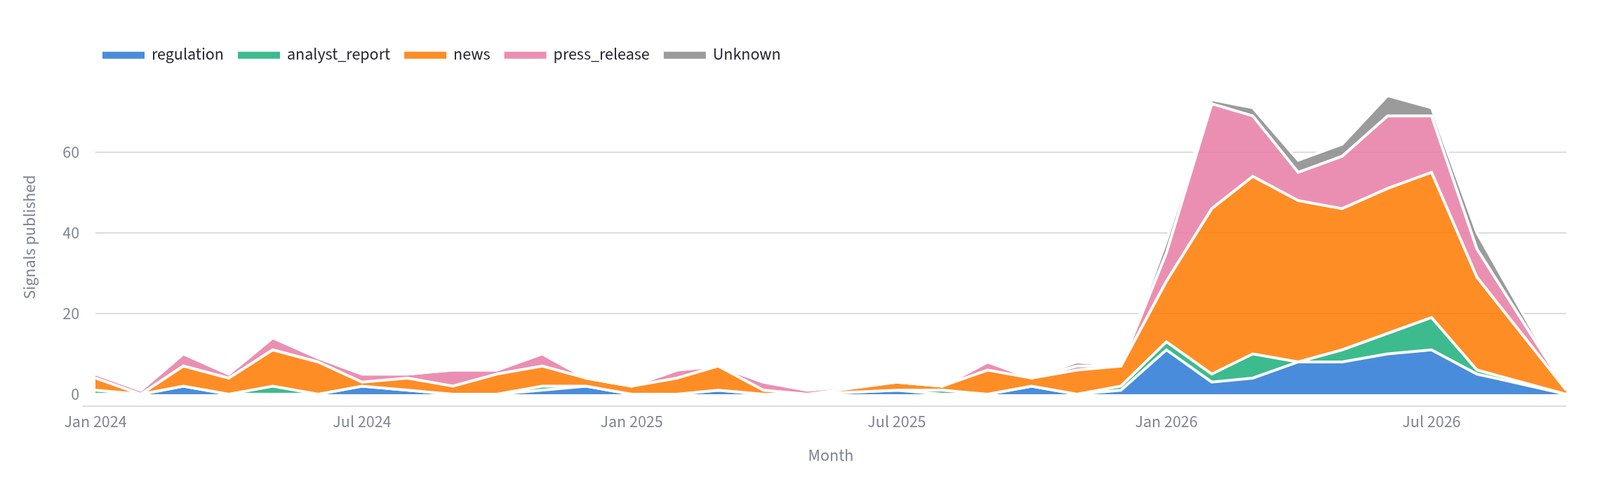 regulation analyst_report news press_release Unknown
Signals published
60
40
20
0
Jan 2024 Jul 2024 Jan 2025 Jul 2025 Jan 2026 Jul 2026
Month